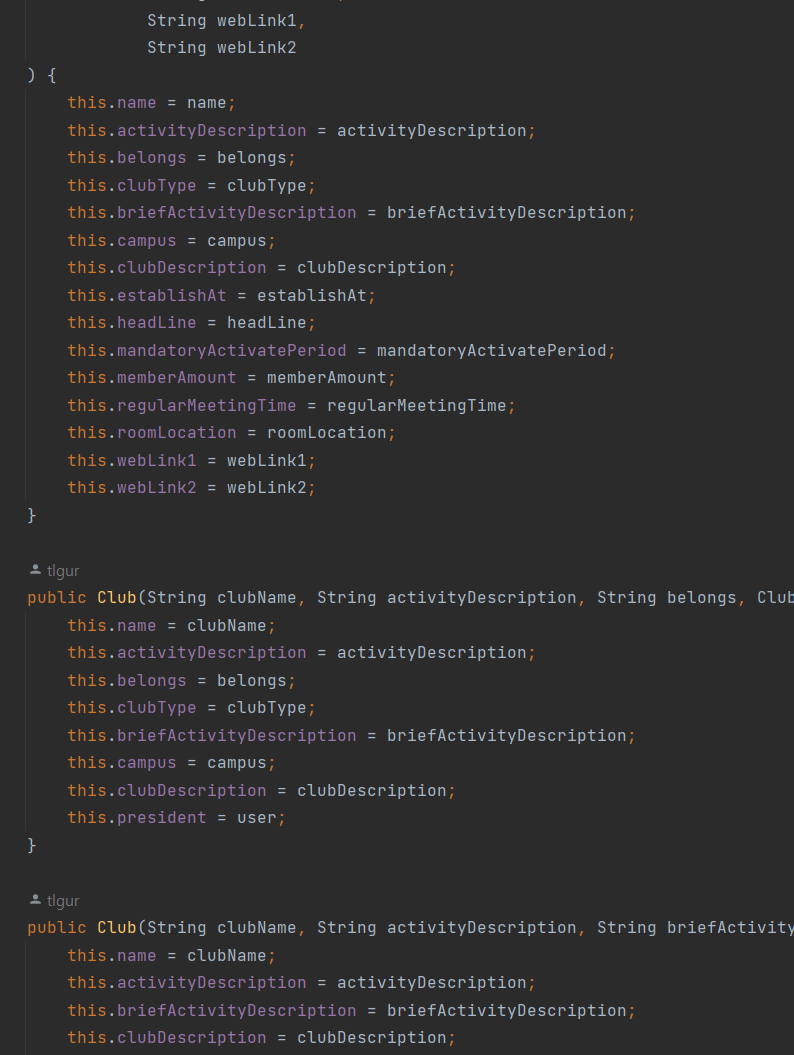 String webLink1,
String webLink2
) {
this.name = name;
this.activityDescription = activityDescription;
this.belongs = belongs;
this.clubType = clubType;
this.briefActivityDescription = briefActivityDescription;
this.campus = campus;
this.clubDescription = clubDescription;
this.establishAt = establishAt;
this.headLine = headLine;
this.mandatoryActivatePeriod = mandatoryActivatePeriod;
this.memberAmount = memberAmount;
this.regularMeetingTime = regularMeetingTime;
this.roomLocation = roomLocation;
this.webLink1 = webLink1;
this.webLink2 = webLink2;
}
tlgur
public Club(String clubName, String activityDescription, String belongs, Club
this.name = clubName;
this.activityDescription = activityDescription;
this.belongs = belongs;
this.clubType = clubType;
this.briefActivityDescription = briefActivityDescription;
this.campus = campus;
this.clubDescription = clubDescription;
this.president = user;
}
tlgur
public Club(String clubName, String activityDescription, String briefActivity
this.name = clubName;
this.activityDescription = activityDescription;
this.briefActivityDescription = briefActivityDescription;
this.clubDescription = clubDescription;